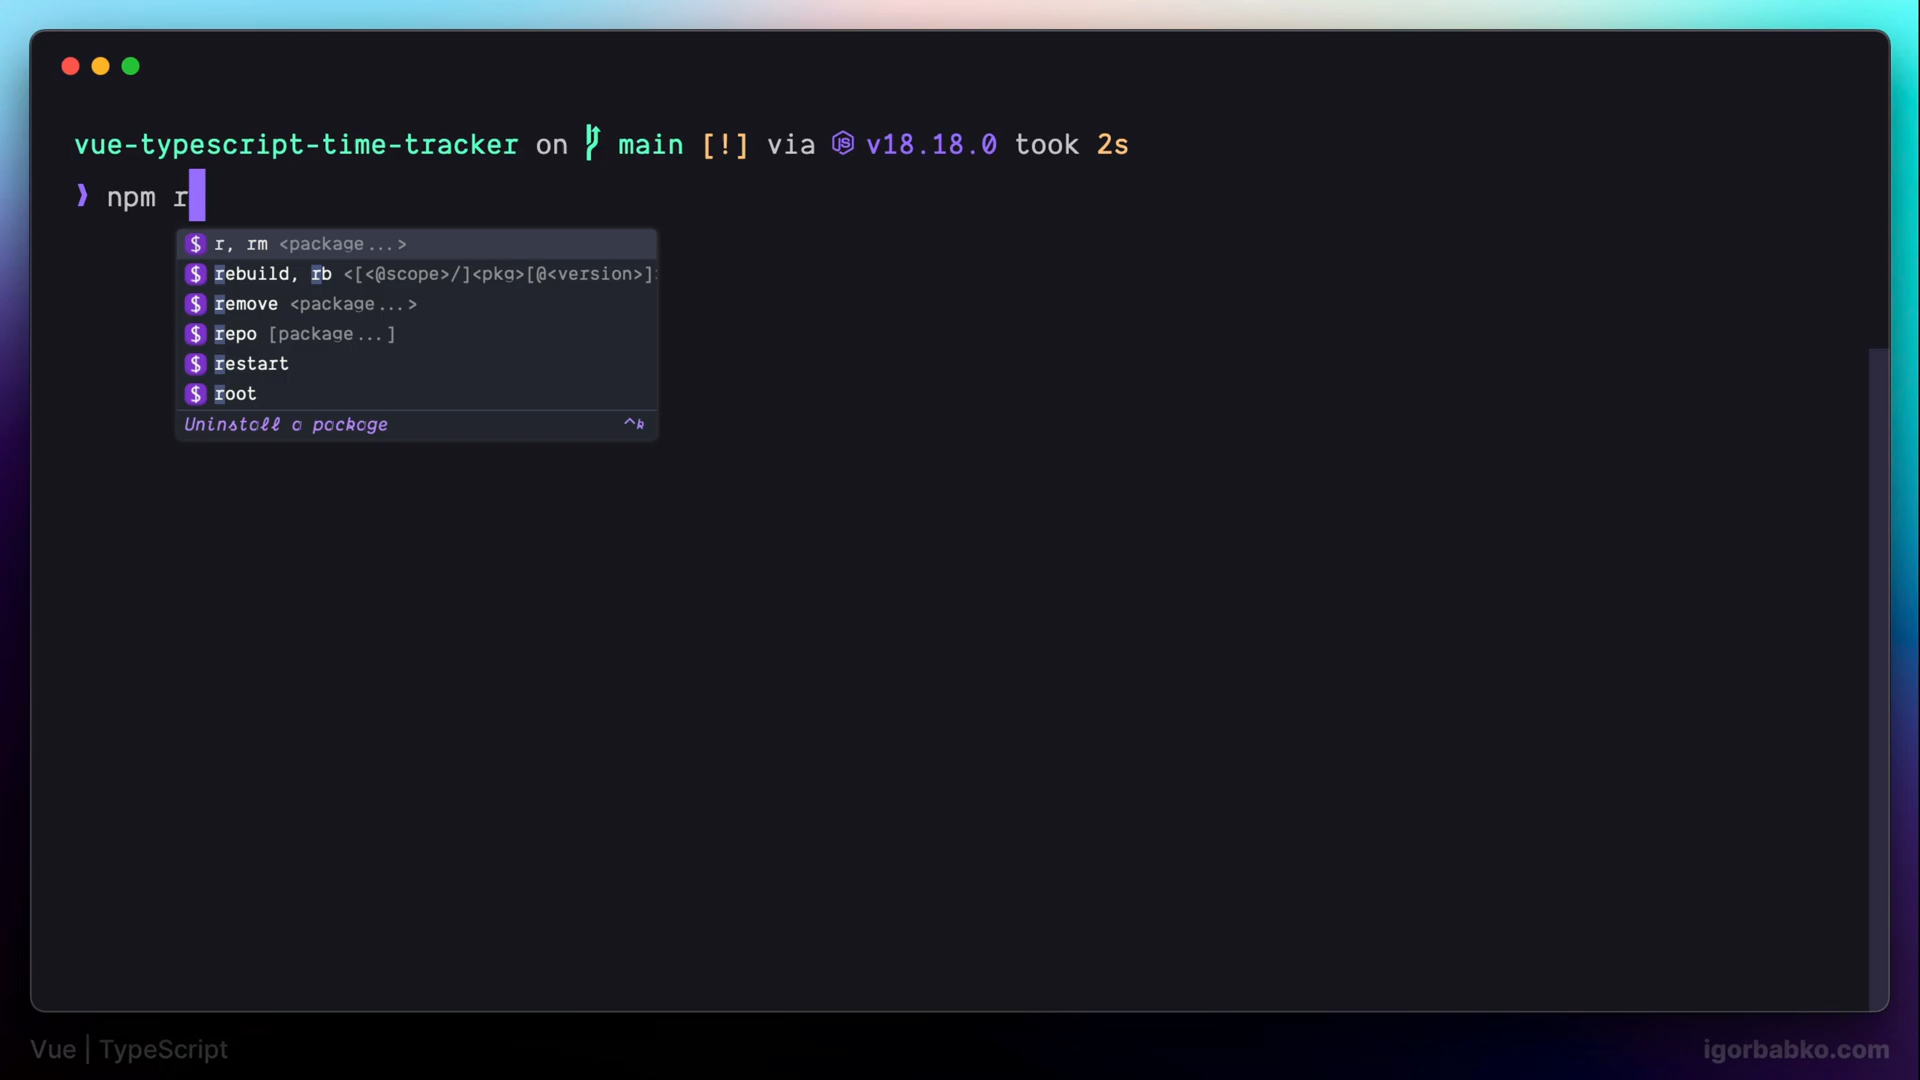 vue-typescript-time-tracker on main [!] via v18.18.0 took 2s
❯ npm r
$ r, rm <package...>
$ rebuild, rb <[<@scope>/]<pkg>[@<version>]
$ remove <package...>
$ repo [package...]
$ restart
$ root
Uninstall a package ^k
Vue | TypeScript
igorbabko.com